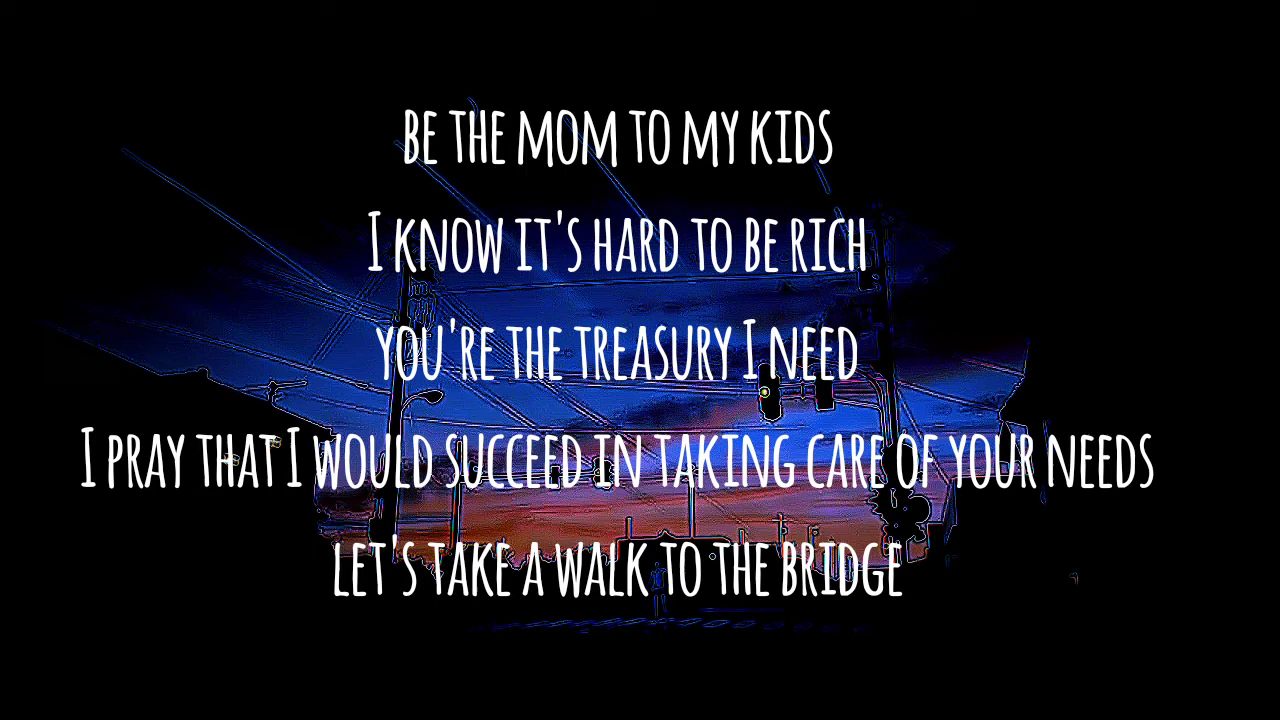 BE THE MOM TO MY KIDS
I KNOW IT'S HARD TO BE RICH
YOU'RE THE TREASURY I NEED
I PRAY THAT I WOULD SUCCEED IN TAKING CARE OF YOUR NEEDS
LET'S TAKE A WALK TO THE BRIDGE